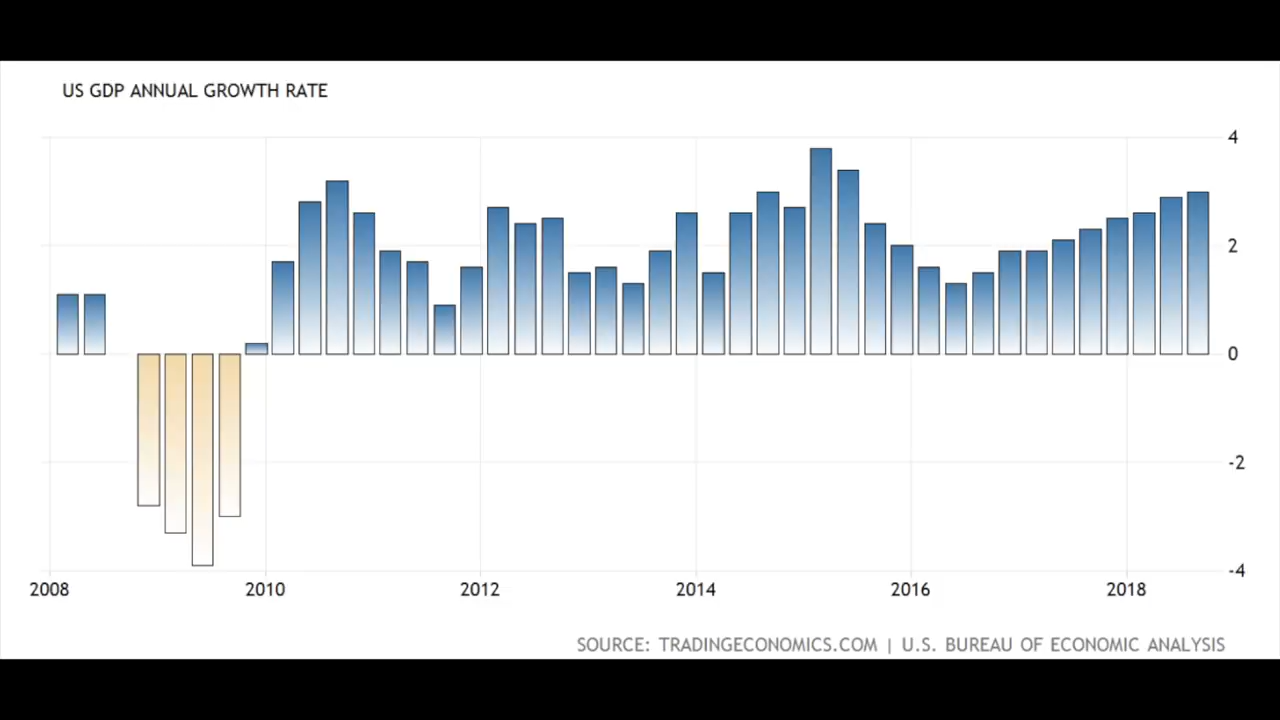 US GDP ANNUAL GROWTH RATE
4
2
0
-2
-4
2008 2010 2012 2014 2016 2018
SOURCE: TRADINGECONOMICS.COM | U.S. BUREAU OF ECONOMIC ANALYSIS